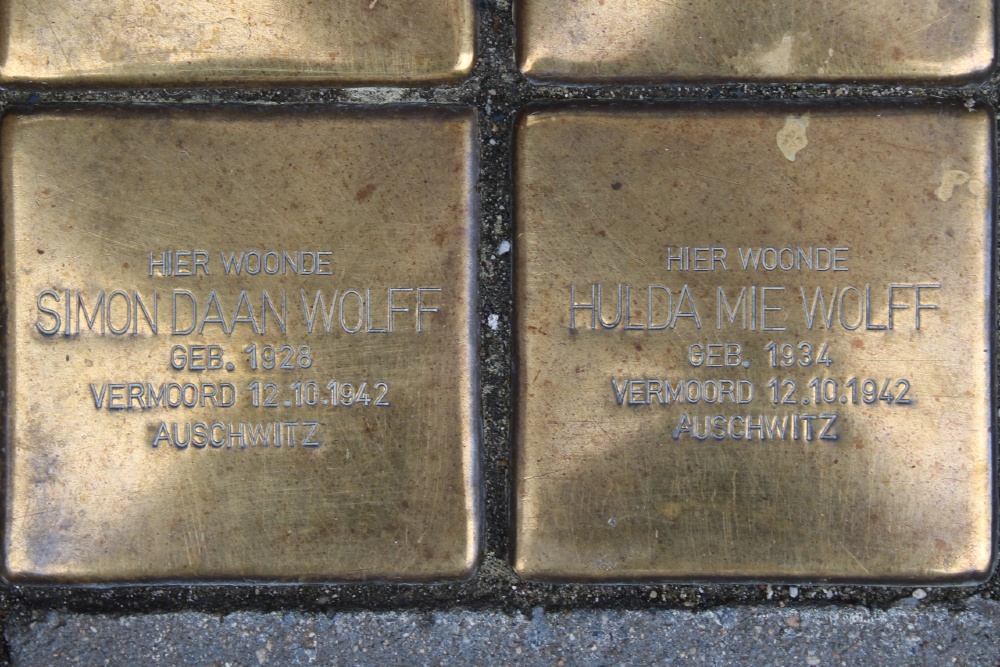 HIER WOONDE
SIMON DAAN WOLFF
GEB. 1928
VERMOORD 12.10.1942
AUSCHWITZ
HIER WOONDE
HULDA MIE WOLFF
GEB. 1934
VERMOORD 12.10.1942
AUSCHWITZ